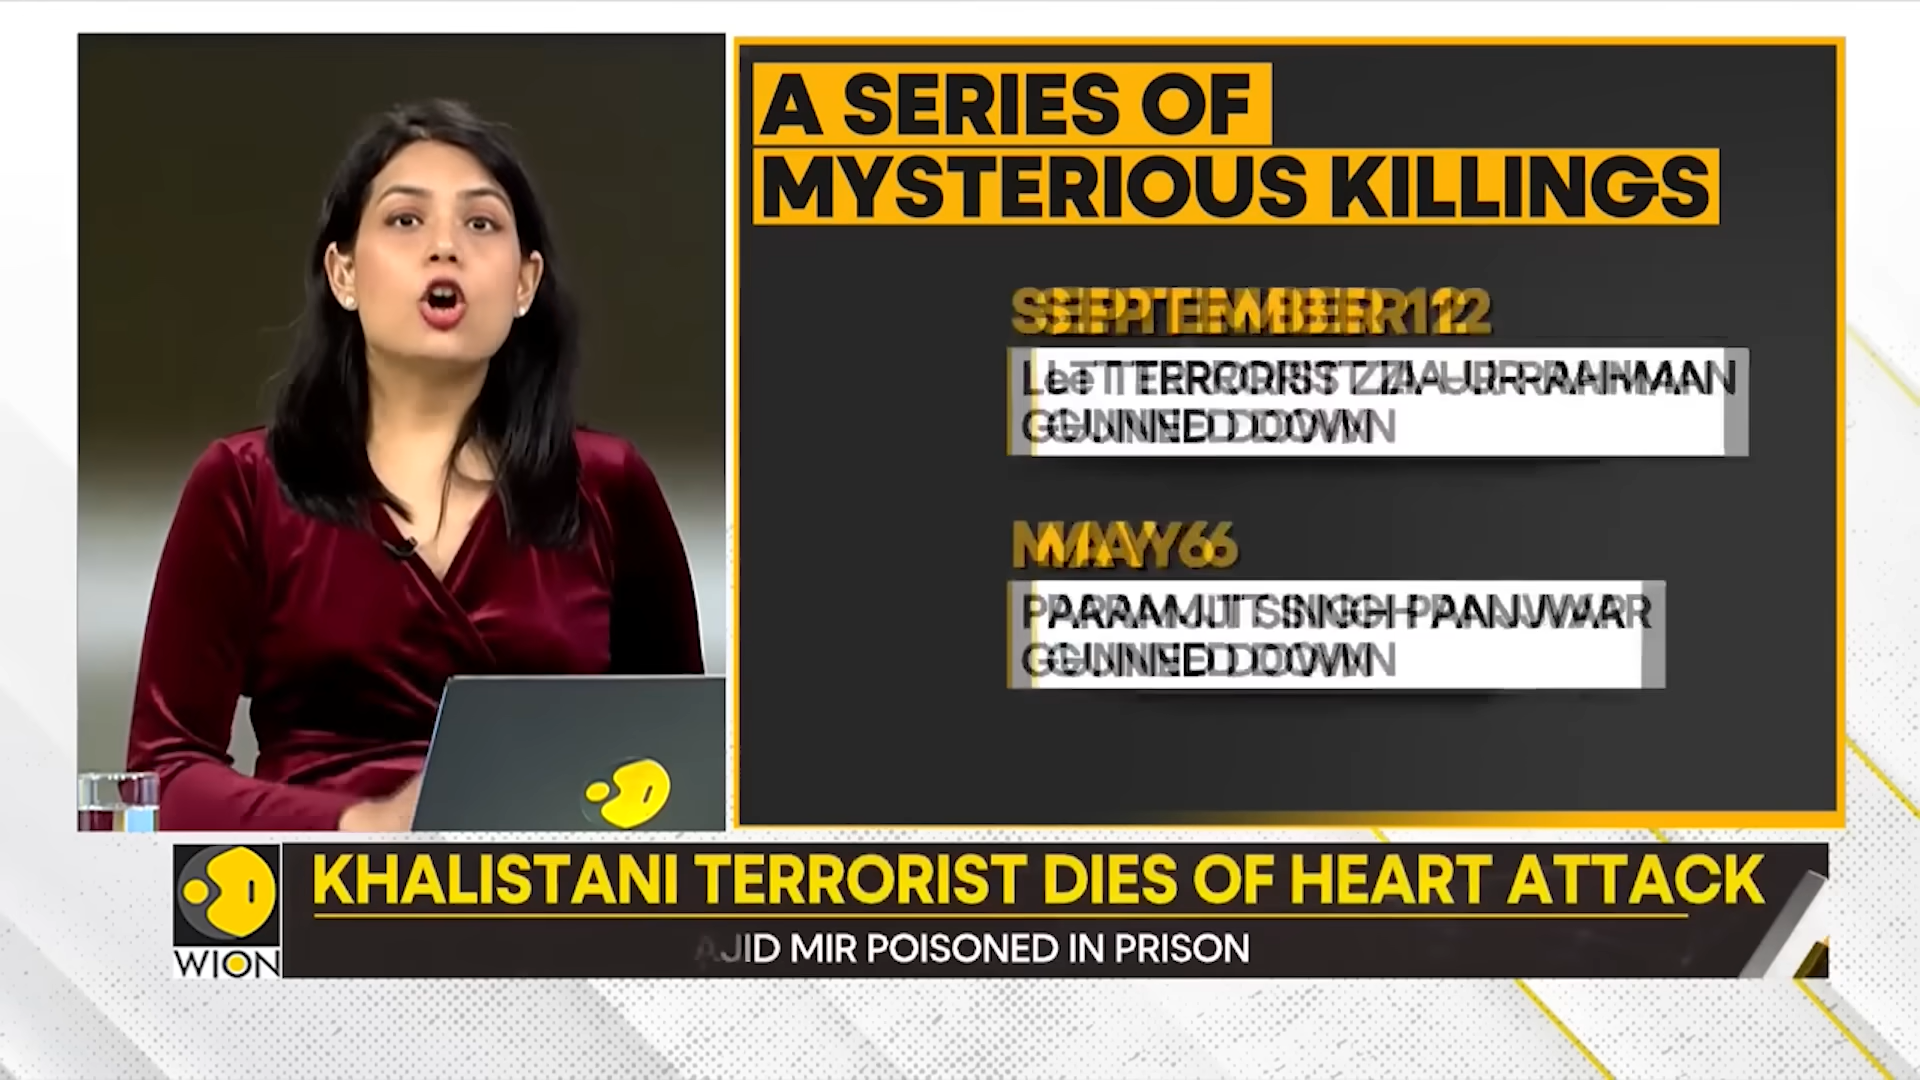 A SERIES OF
MYSTERIOUS KILLINGS
SEPTEMBER 12
LeT TERRORIST ZIA-UR-RAHMAN
GUNNED DOWN
MAY 6
PARAMJIT SINGH PANJWAR
GUNNED DOWN
KHALISTANI TERRORIST DIES OF HEART ATTACK
AJID MIR POISONED IN PRISON
WION